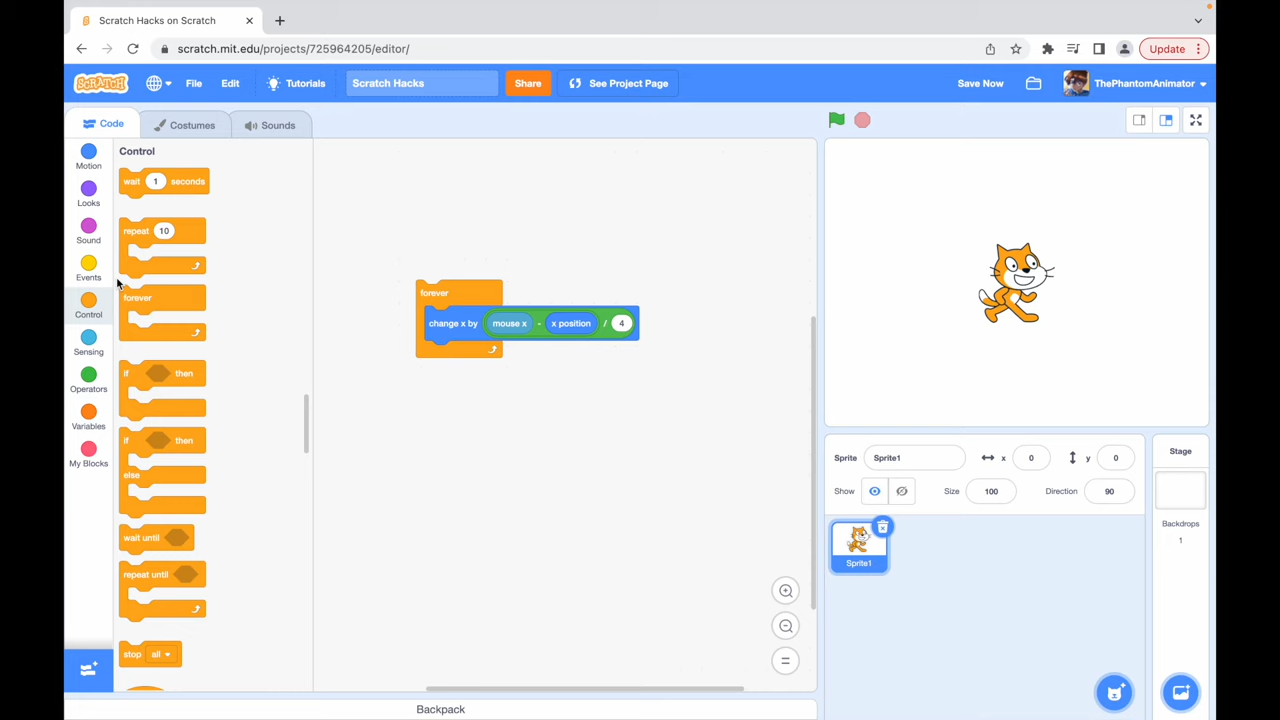 Scratch Hacks on Scratch
scratch.mit.edu/projects/725964205/editor/
Update
SCRATCH
File
Edit
Tutorials
Scratch Hacks
Share
See Project Page
Save Now
ThePhantomAnimator
Code
Costumes
Sounds
Motion
Looks
Sound
Events
Control
Sensing
Operators
Variables
My Blocks
Control
wait 1 seconds
repeat 10
forever
if then
if then
else
wait until
repeat until
stop all
forever
change x by mouse x - x position / 4
Sprite Sprite1 x 0 y 0
Show Size 100 Direction 90
Sprite1
Stage
Backdrops
1
Backpack